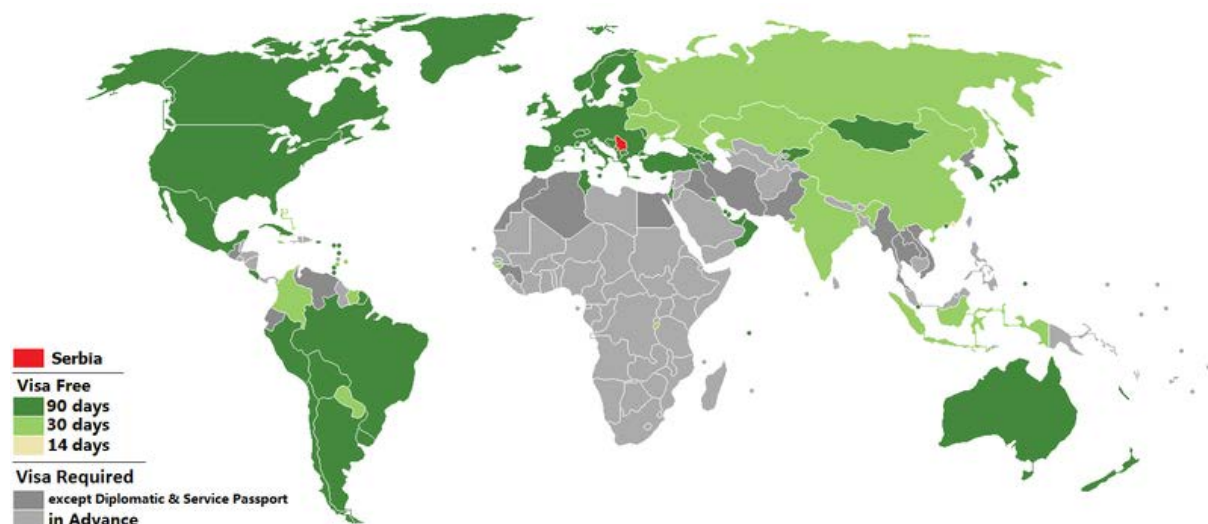 Serbia
Visa Free
90 days
30 days
14 days
Visa Required
except Diplomatic & Service Passport
in Advance